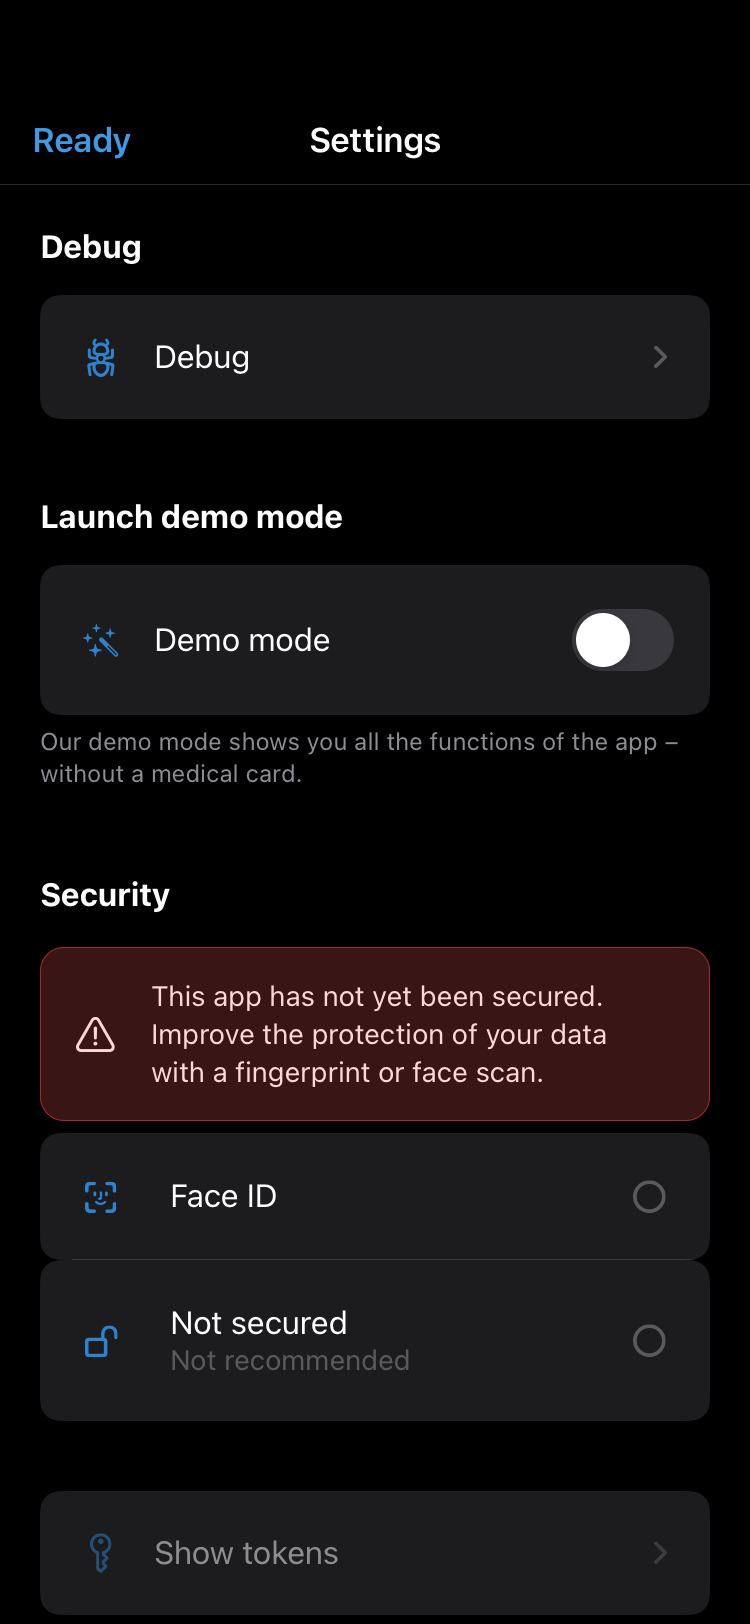 Ready
Settings
Debug
Debug
Launch demo mode
Demo mode
Our demo mode shows you all the functions of the app –
without a medical card.
Security
This app has not yet been secured.
Improve the protection of your data
with a fingerprint or face scan.
Face ID
Not secured
Not recommended
Show tokens